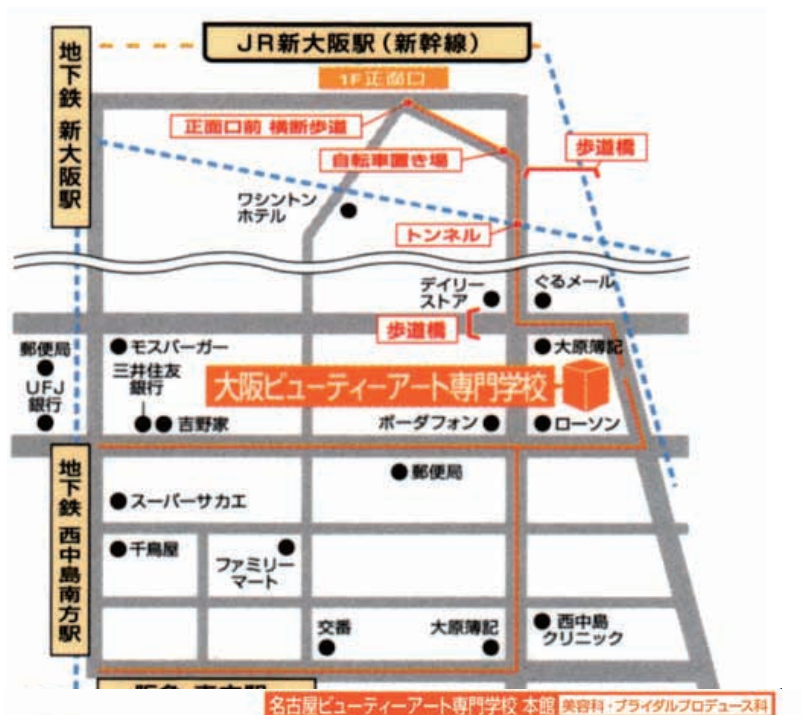 JR新大阪駅(新幹線)
1F正面口
地下鉄 新大阪駅
正面口前 横断歩道
自転車置き場
歩道橋
ワシントン
ホテル
トンネル
デイリー
ストア
ぐるメール
歩道橋
郵便局
UFJ
銀行
モスバーガー
三井住友
銀行
吉野家
大原簿記
大阪ビューティーアート専門学校
ボーダフォン
ローソン
地下鉄 西中島南方駅
郵便局
スーパーサカエ
千鳥屋
ファミリー
マート
交番
大原簿記
西中島
クリニック
名古屋ビューティーアート専門学校 本館
美容科・ブライダルプロデュース科